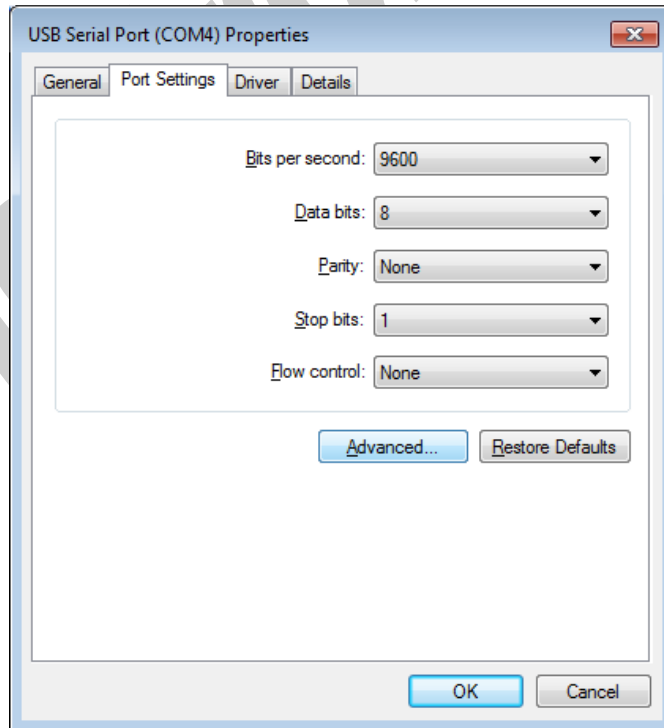 USB Serial Port (COM4) Properties
General Port Settings Driver Details
Bits per second: 9600
Data bits: 8
Parity: None
Stop bits: 1
Flow control: None
Advanced... Restore Defaults
OK Cancel